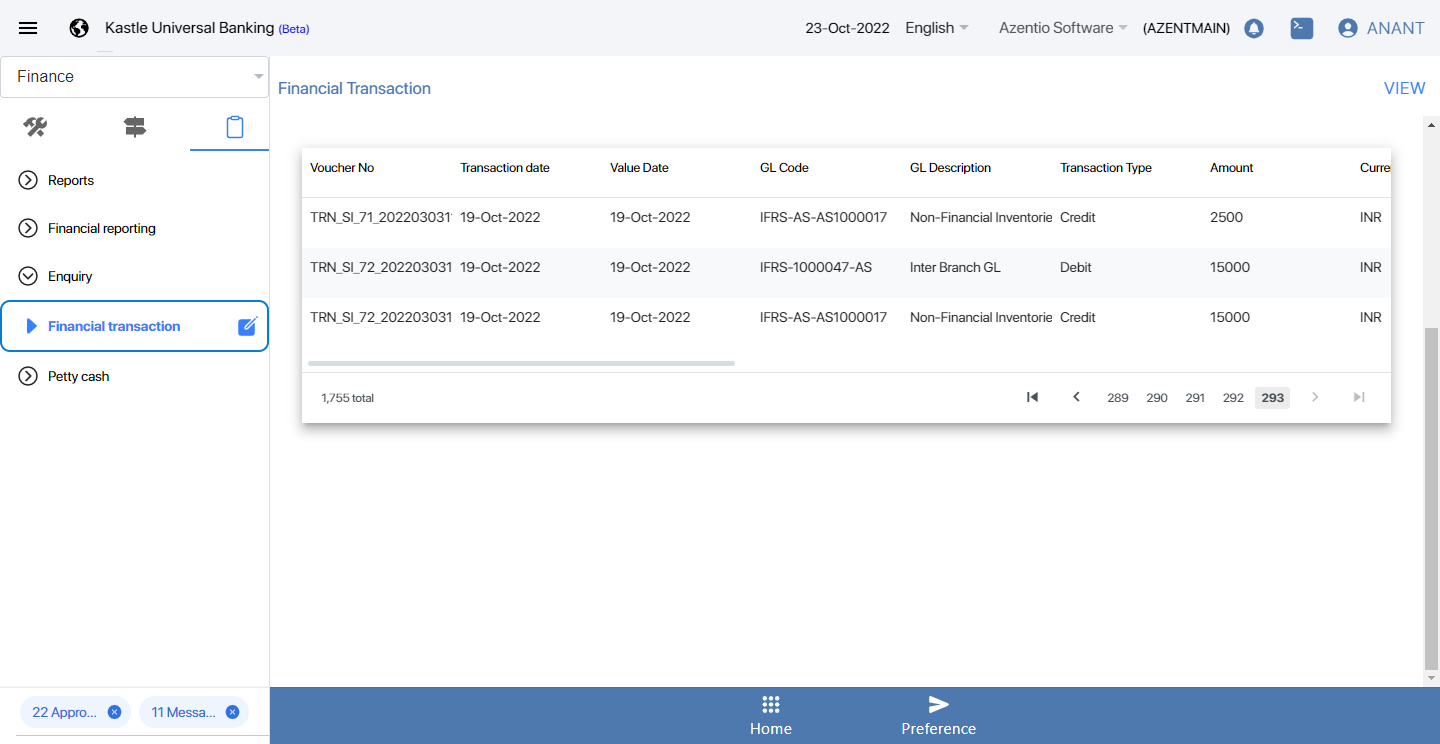 Kastle Universal Banking (Beta)
23-Oct-2022 English Azentio Software (AZENTMAIN) ANANT
Finance
Reports
Financial reporting
Enquiry
Financial transaction
Petty cash
22 Appro... 11 Messa...
Financial Transaction VIEW
Voucher No Transaction date Value Date GL Code GL Description Transaction Type Amount Curre
TRN_SI_71_202203031 19-Oct-2022 19-Oct-2022 IFRS-AS-AS1000017 Non-Financial Inventorie Credit 2500 INR
TRN_SI_72_202203031 19-Oct-2022 19-Oct-2022 IFRS-1000047-AS Inter Branch GL Debit 15000 INR
TRN_SI_72_202203031 19-Oct-2022 19-Oct-2022 IFRS-AS-AS1000017 Non-Financial Inventorie Credit 15000 INR
1,755 total 289 290 291 292 293
Home Preference